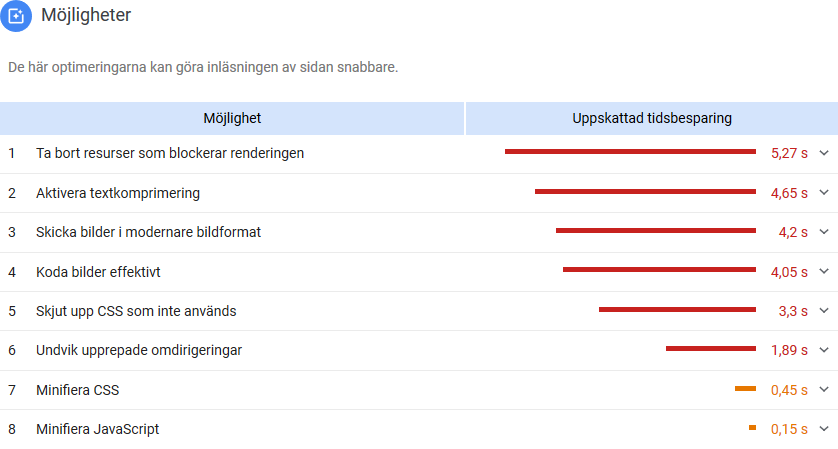 Möjligheter
De här optimeringarna kan göra inläsningen av sidan snabbare.
Möjlighet Uppskattad tidsbesparing
1 Ta bort resurser som blockerar renderingen 5,27 s
2 Aktivera textkomprimering 4,65 s
3 Skicka bilder i modernare bildformat 4,2 s
4 Koda bilder effektivt 4,05 s
5 Skjut upp CSS som inte används 3,3 s
6 Undvik upprepade omdirigeringar 1,89 s
7 Minifiera CSS 0,45 s
8 Minifiera JavaScript 0,15 s